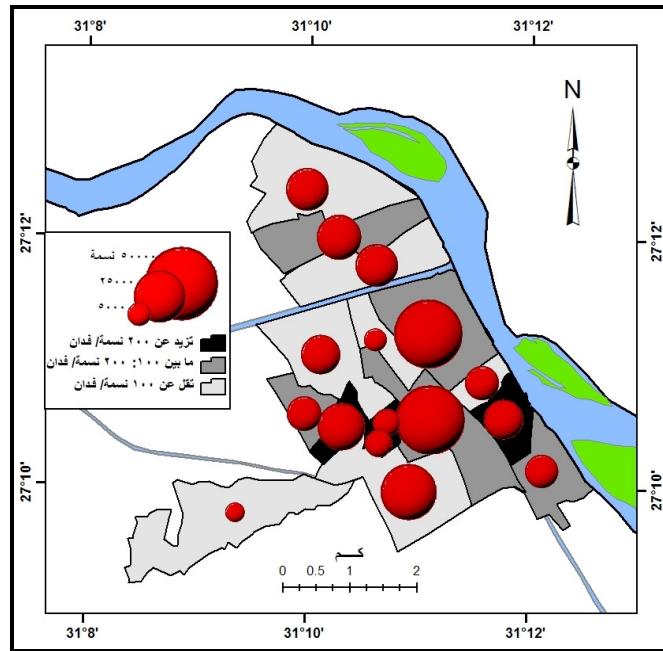 31°8' 31°10' 31°12'
N
27°12' 27°12'
٥٠٠٠٠ نسمة
٢٥٠٠٠
٥٠٠٠
تزيد عن ٢٠٠ نسمة/ فدان
ما بين ١٠٠: ٢٠٠ نسمة/ فدان
تقل عن ١٠٠ نسمة/ فدان
27°10' 27°10'
كـــم
0 0.5 1 2
31°8' 31°10' 31°12'